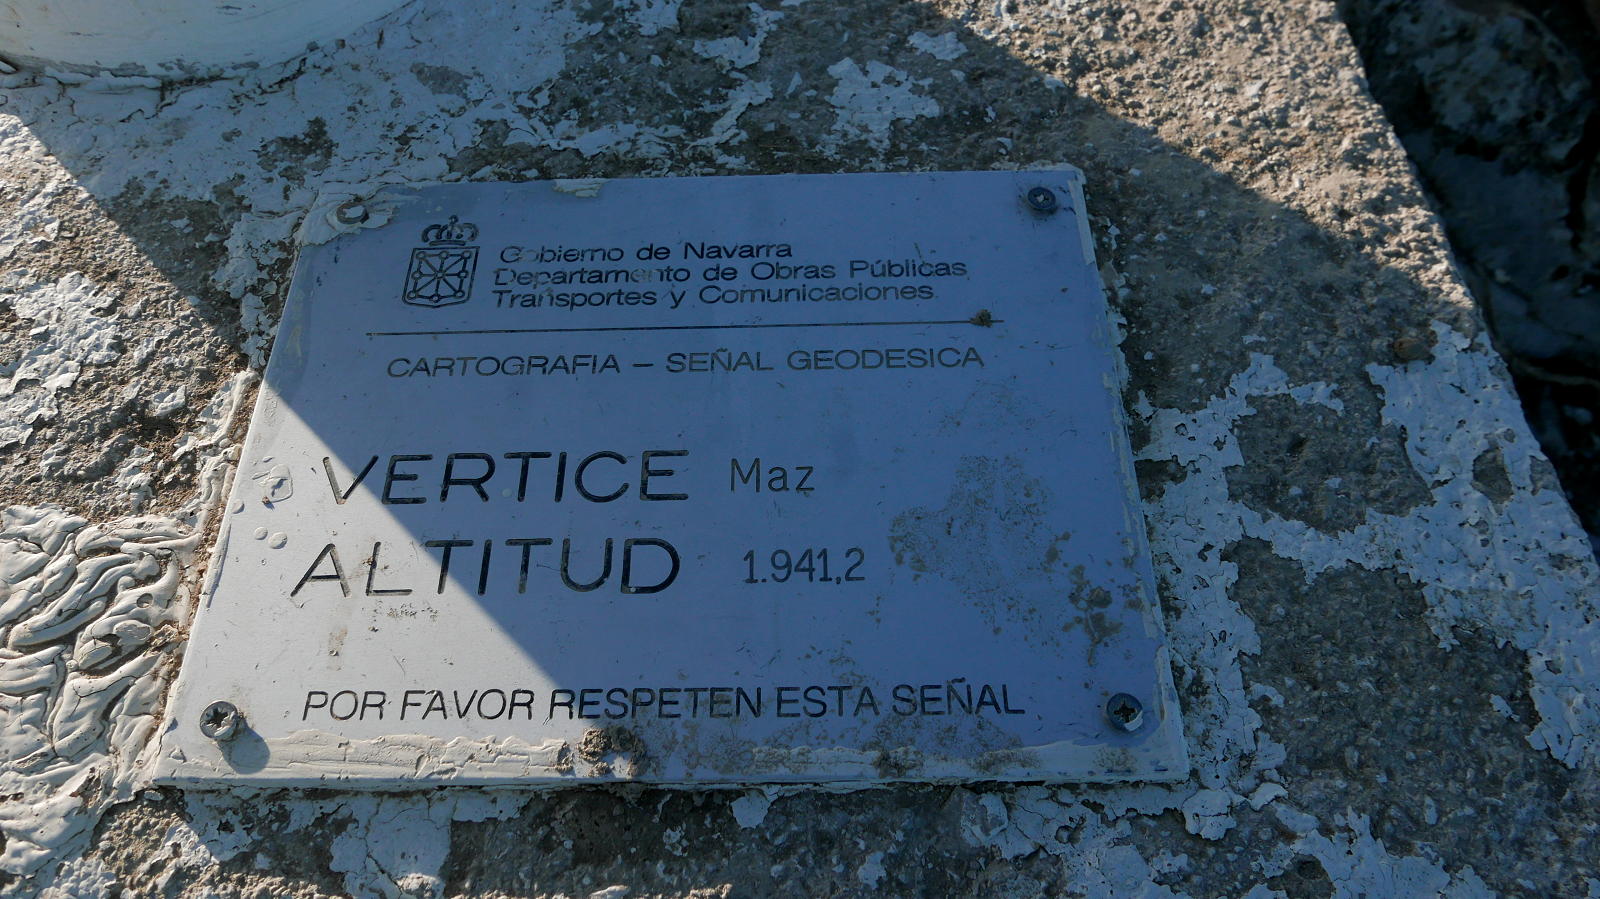 Gobierno de Navarra
Departamento de Obras Públicas
Transportes y Comunicaciones
CARTOGRAFIA – SEÑAL GEODESICA
VERTICE Maz
ALTITUD 1.941,2
POR FAVOR RESPETEN ESTA SEÑAL